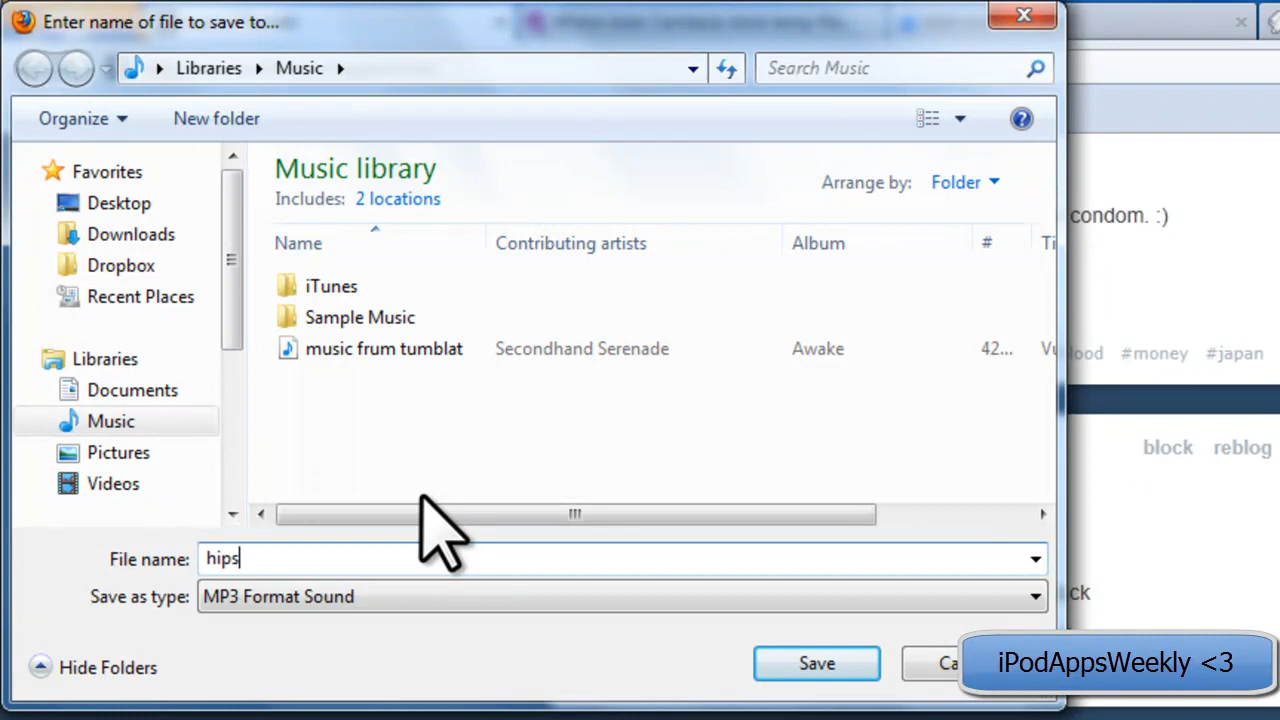 Enter name of file to save to...
Libraries Music
Search Music
Organize
New folder
Favorites
Desktop
Downloads
Dropbox
Recent Places
Libraries
Documents
Music
Pictures
Videos
Music library
Includes: 2 locations
Arrange by: Folder
Name Contributing artists Album #
iTunes
Sample Music
music frum tumblat Secondhand Serenade Awake 42...
File name: hips
Save as type: MP3 Format Sound
Hide Folders
Save
condom. :)
#money #japan
block reblog
iPodAppsWeekly <3